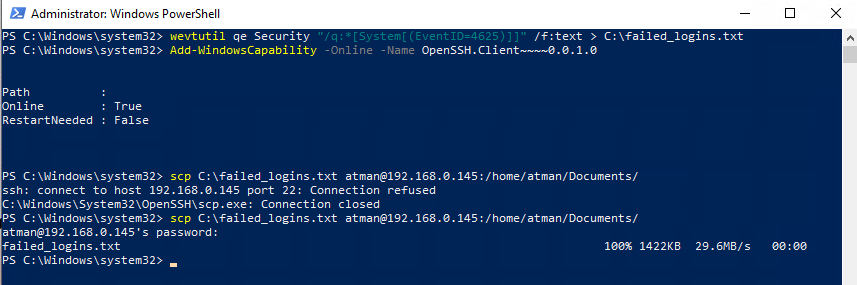 Administrator: Windows PowerShell
PS C:\Windows\system32> wevtutil qe Security "/q:*[System[(EventID=4625)]]" /f:text > C:\failed_logins.txt
PS C:\Windows\system32> Add-WindowsCapability -Online -Name OpenSSH.Client~~~~0.0.1.0
Path          :
Online        : True
RestartNeeded : False
PS C:\Windows\system32> scp C:\failed_logins.txt atman@192.168.0.145:/home/atman/Documents/
ssh: connect to host 192.168.0.145 port 22: Connection refused
C:\Windows\System32\OpenSSH\scp.exe: Connection closed
PS C:\Windows\system32> scp C:\failed_logins.txt atman@192.168.0.145:/home/atman/Documents/
atman@192.168.0.145's password:
failed_logins.txt                                                                       100% 1422KB  29.6MB/s   00:00
PS C:\Windows\system32>